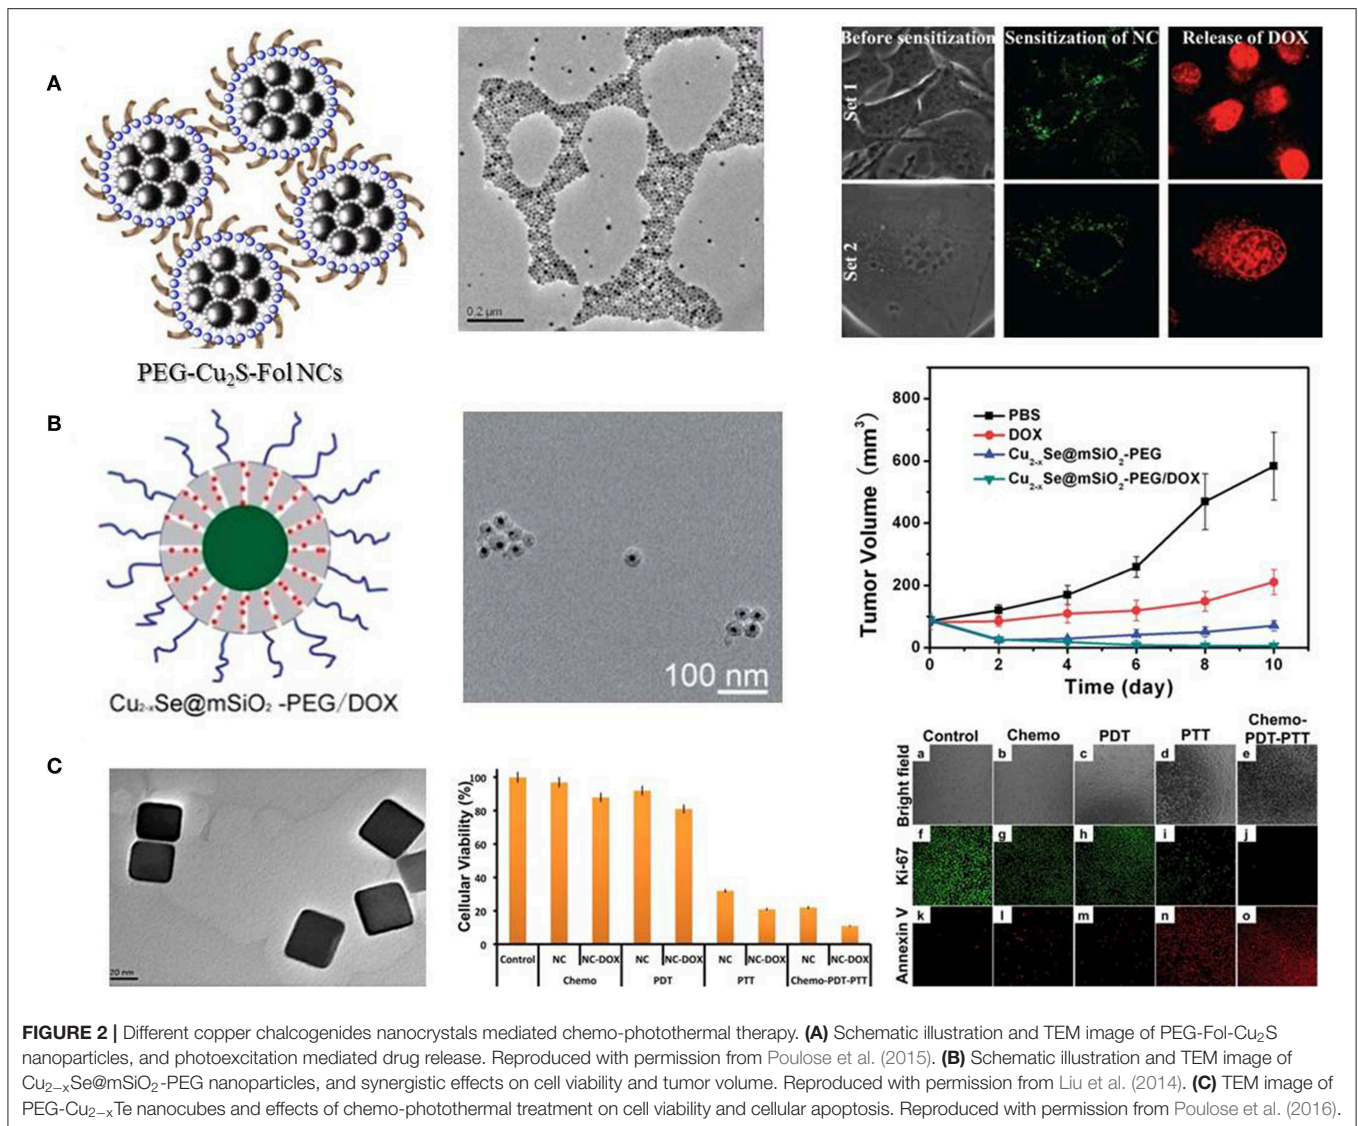 A
Before sensitization Sensitization of NC Release of DOX
Set 1
Set 2
0.2 µm
PEG-Cu₂S-Fol NCs
B
Cu₂₋ₓSe@mSiO₂ -PEG/DOX
100 nm
Tumor Volume (mm³)
800
600
400
200
0
PBS
DOX
Cu₂₋ₓSe@mSiO₂-PEG
Cu₂₋ₓSe@mSiO₂-PEG/DOX
0 2 4 6 8 10
Time (day)
C
20 nm
Cellular Viability (%)
100
80
60
40
20
0
Control NC NC-DOX NC NC-DOX NC NC-DOX NC NC-DOX
Chemo PDT PTT Chemo-PDT-PTT
Control Chemo PDT PTT Chemo-
PDT-PTT
Bright field
a b c d e
Ki-67
f g h i j
Annexin V
k l m n o
FIGURE 2 | Different copper chalcogenides nanocrystals mediated chemo-photothermal therapy. (A) Schematic illustration and TEM image of PEG-Fol-Cu₂S
nanoparticles, and photoexcitation mediated drug release. Reproduced with permission from Poulose et al. (2015). (B) Schematic illustration and TEM image of
Cu₂₋ₓSe@mSiO₂-PEG nanoparticles, and synergistic effects on cell viability and tumor volume. Reproduced with permission from Liu et al. (2014). (C) TEM image of
PEG-Cu₂₋ₓTe nanocubes and effects of chemo-photothermal treatment on cell viability and cellular apoptosis. Reproduced with permission from Poulose et al. (2016).